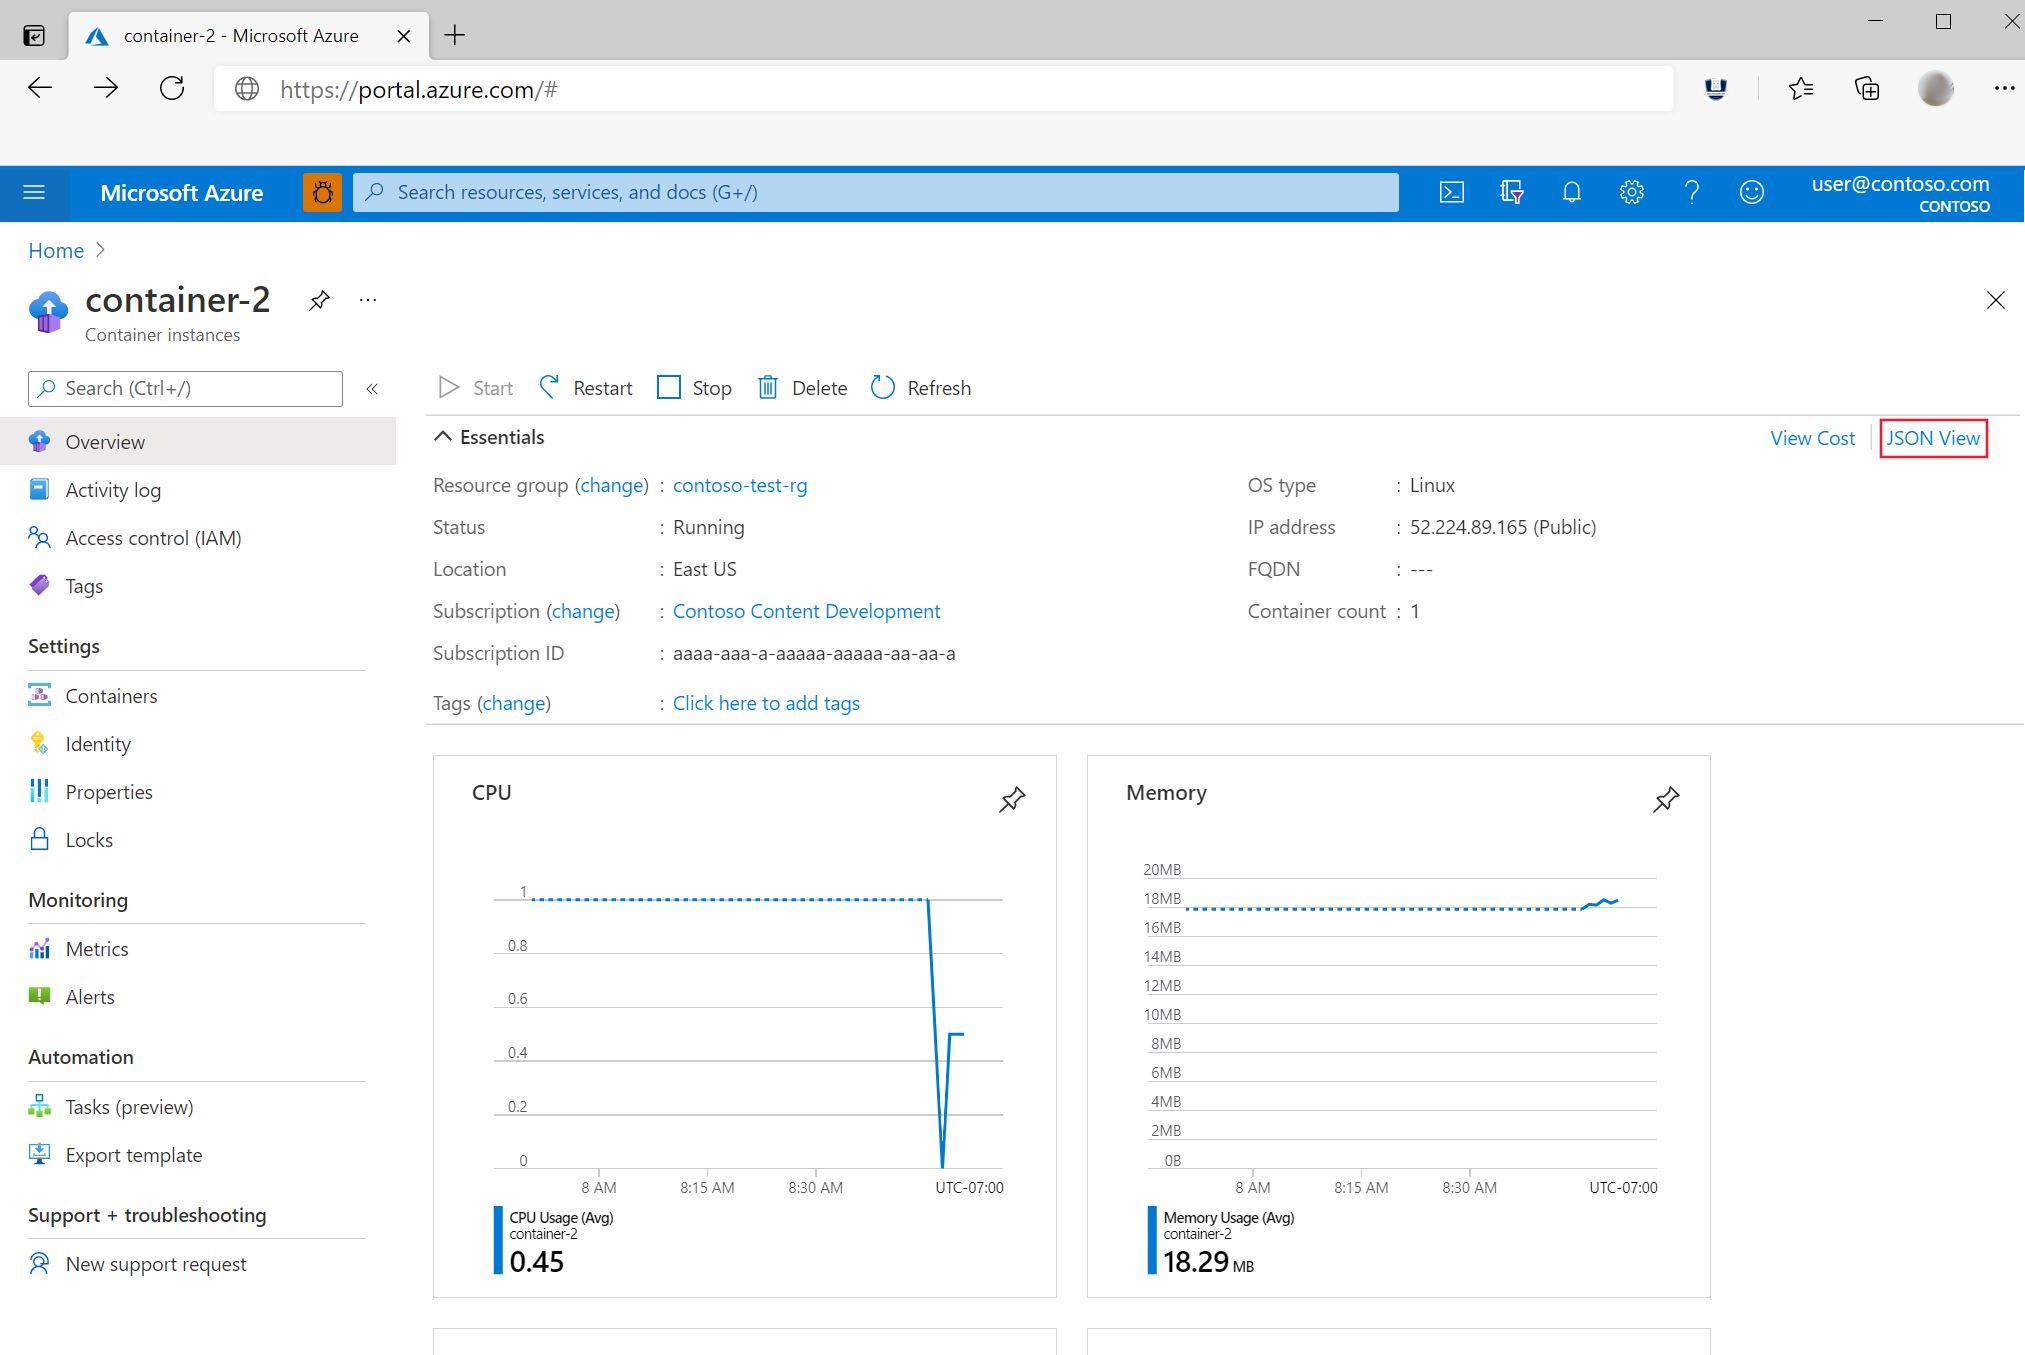 container-2 - Microsoft Azure
https://portal.azure.com/#
Microsoft Azure
Search resources, services, and docs (G+/)
user@contoso.com
CONTOSO
Home
container-2
Container instances
Search (Ctrl+/)
Overview
Activity log
Access control (IAM)
Tags
Settings
Containers
Identity
Properties
Locks
Monitoring
Metrics
Alerts
Automation
Tasks (preview)
Export template
Support + troubleshooting
New support request
Start
Restart
Stop
Delete
Refresh
Essentials
View Cost
JSON View
Resource group (change) : contoso-test-rg
Status : Running
Location : East US
Subscription (change) : Contoso Content Development
Subscription ID : aaaa-aaa-a-aaaaa-aaaaa-aa-aa-a
Tags (change) : Click here to add tags
OS type : Linux
IP address : 52.224.89.165 (Public)
FQDN : ---
Container count : 1
CPU
1
0.8
0.6
0.4
0.2
0
8 AM
8:15 AM
8:30 AM
UTC-07:00
CPU Usage (Avg)
container-2
0.45
Memory
20MB
18MB
16MB
14MB
12MB
10MB
8MB
6MB
4MB
2MB
0B
8 AM
8:15 AM
8:30 AM
UTC-07:00
Memory Usage (Avg)
container-2
18.29 MB